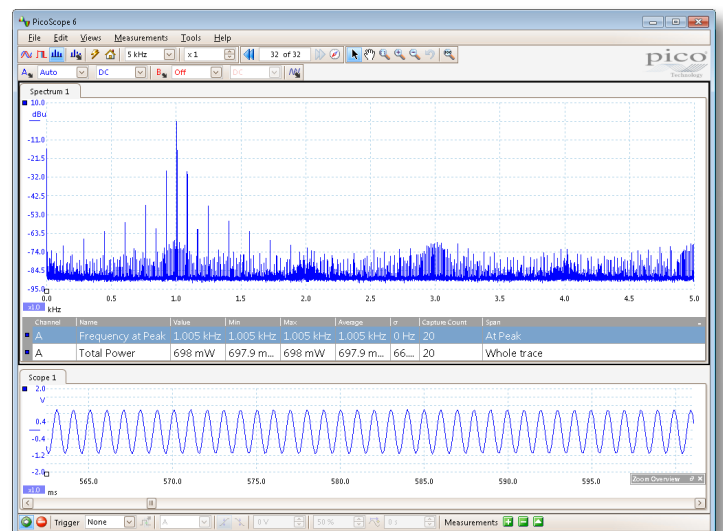 PicoScope 6
File Edit Views Measurements Tools Help
5 kHz x 1 32 of 32
pico
Technology
A Auto DC B Off DC
Spectrum 1
10.0
dBu
-11.0
-21.5
-32.0
-42.5
-53.0
-63.5
-74.0
-84.5
-95.0
0.0 0.5 1.0 1.5 2.0 2.5 3.0 3.5 4.0 4.5 5.0
x1.0 kHz
Channel Name Value Min Max Average σ Capture Count Span
A Frequency at Peak 1.005 kHz 1.005 kHz 1.005 kHz 1.005 kHz 0 Hz 20 At Peak
A Total Power 698 mW 697.9 m... 698 mW 697.9 m... 66.... 20 Whole trace
Scope 1
2.0
V
0.4
-0.4
-1.2
-2.0
565.0 570.0 575.0 580.0 585.0 590.0 595.0
Zoom Overview
x1.0 ms
Trigger None A 0 V 50 % 0 s Measurements